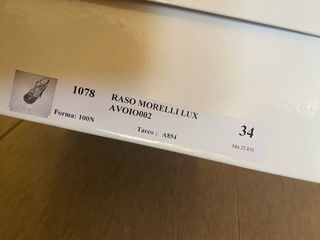 1078
RASO MORELLI LUX
AVOIO002
34
Forma: 100N
Tacco : A854